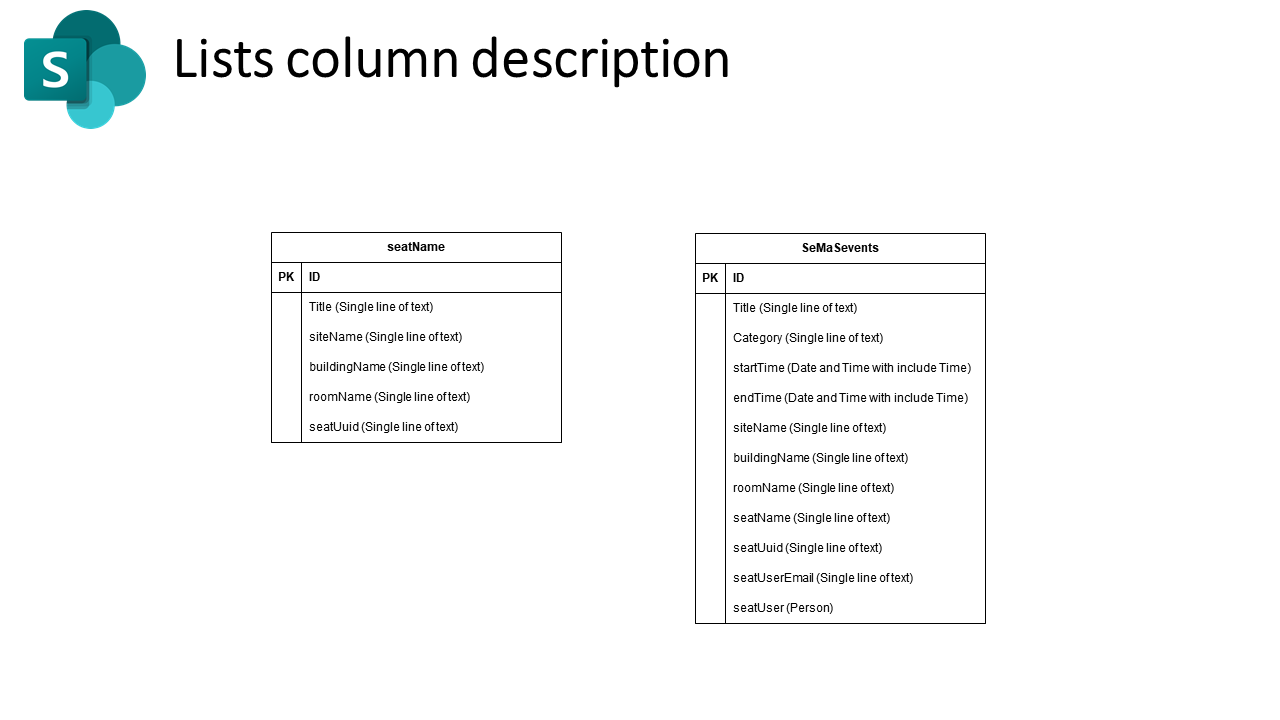 S
Lists column description
seatName
PK ID
Title (Single line of text)
siteName (Single line of text)
buildingName (Single line of text)
roomName (Single line of text)
seatUuid (Single line of text)
SeMaSevents
PK ID
Title (Single line of text)
Category (Single line of text)
startTime (Date and Time with include Time)
endTime (Date and Time with include Time)
siteName (Single line of text)
buildingName (Single line of text)
roomName (Single line of text)
seatName (Single line of text)
seatUuid (Single line of text)
seatUserEmail (Single line of text)
seatUser (Person)